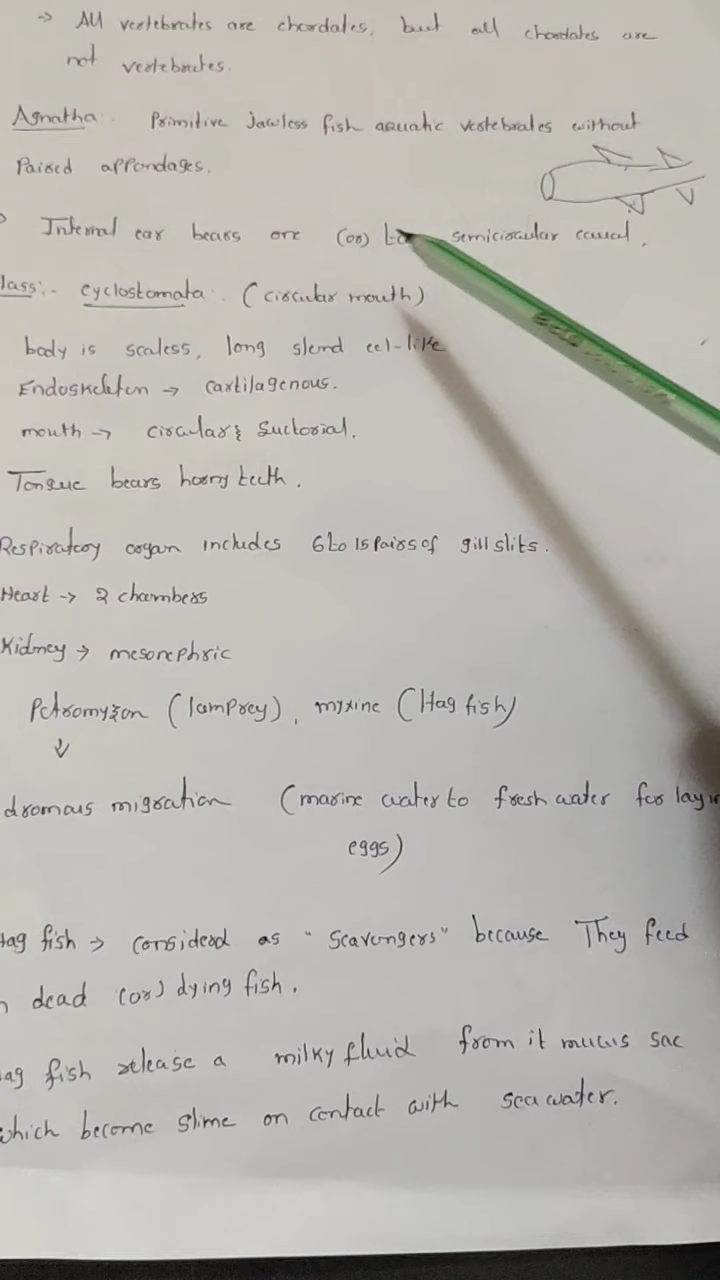 → All vertebrates are chordates, but all chordates are
not vertebrates.
Agnatha: Primitive jawless fish aquatic vertebrates without
Paired appondages.
Internal ear bears one (or) semicircular canal.
lass:- cyclostomata. (circular mouth)
body is scaless, long slend eel-like
Endoskeleton → cartilagenous.
mouth → circular & Suctorial.
Tongue bears horny teeth.
Respiratory organ includes 6 to 15 pairs of gill slits.
Heart → 2 chambers
Kidney → mesonephric
Petromyzon (lamprey), myxine (Hag fish)
↓
dromous migration (marine water to fresh water for layin
eggs)
Hag fish → considerd as "scavengers" because They feed
n dead (or) dying fish.
ag fish release a milky fluid from it mucus sac
which become slime on contact with sea water.